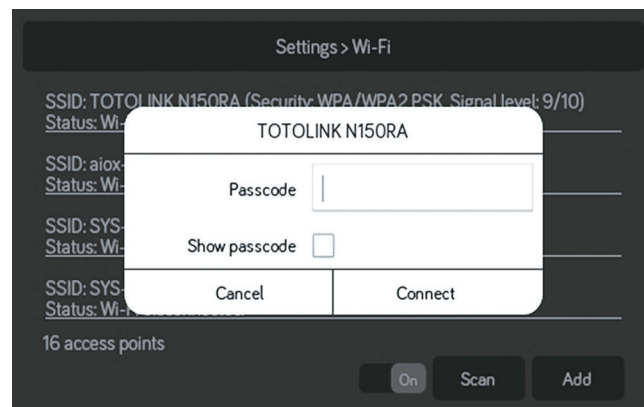 Settings > Wi-Fi
SSID: TOTOLINK N150RA (Security: WPA/WPA2 PSK, Signal level: 9/10)
Status: Wi-
SSID: aiox-
Status: Wi-
SSID: SYS-
Status: Wi-
SSID: SYS-
Status: Wi-Fi disconnected
TOTOLINK N150RA
Passcode
Show passcode
Cancel
Connect
16 access points
On
Scan
Add